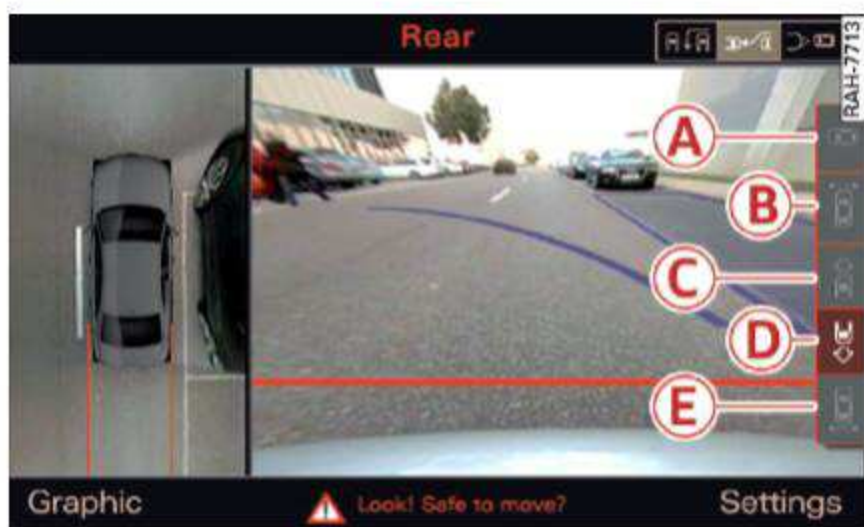 Rear
RAH-7713
A
B
C
D
E
Graphic
Look! Safe to move?
Settings